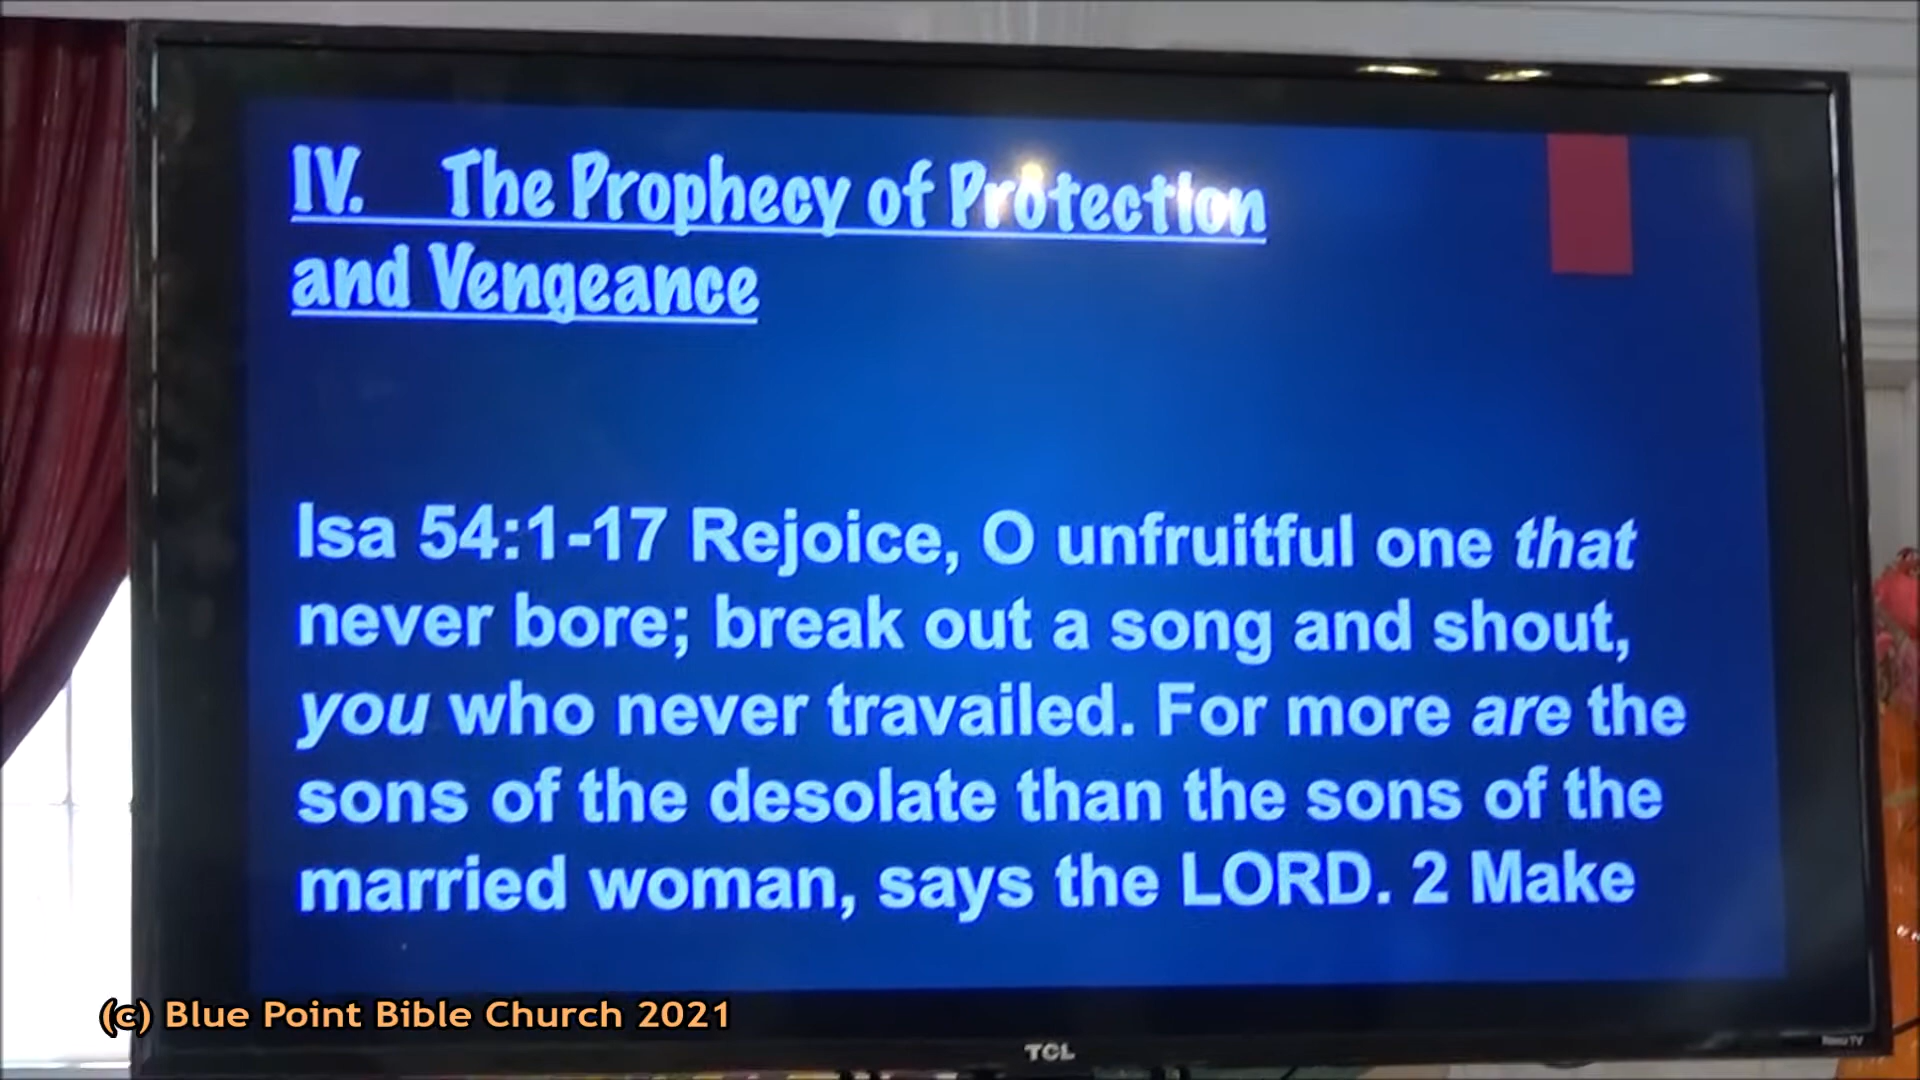 IV. The Prophecy of Protection
and Vengeance
Isa 54:1-17 Rejoice, O unfruitful one that
never bore; break out a song and shout,
you who never travailed. For more are the
sons of the desolate than the sons of the
married woman, says the LORD. 2 Make
(c) Blue Point Bible Church 2021
TCL
Roku TV